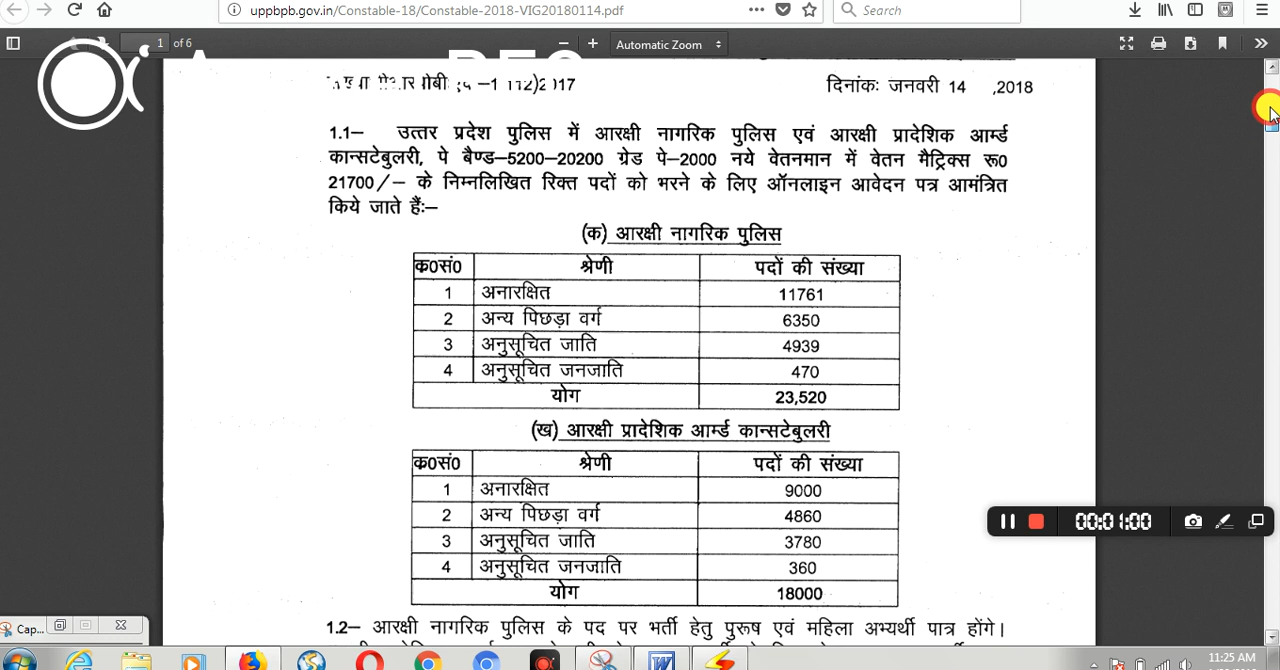 uppbpb.gov.in/Constable-18/Constable-2018-VIG20180114.pdf
Search
1 of 6
Automatic Zoom
दिनांकः जनवरी 14 ,2018
1.1– उत्तर प्रदेश पुलिस में आरक्षी नागरिक पुलिस एवं आरक्षी प्रादेशिक आर्म्ड
कान्सटेबुलरी, पे बैण्ड–5200–20200 ग्रेड पे–2000 नये वेतनमान में वेतन मैट्रिक्स रू0
21700/– के निम्नलिखित रिक्त पदों को भरने के लिए ऑनलाइन आवेदन पत्र आमंत्रित
किये जाते हैंः–
(क) आरक्षी नागरिक पुलिस
क0सं0 श्रेणी पदों की संख्या
1 अनारक्षित 11761
2 अन्य पिछड़ा वर्ग 6350
3 अनुसूचित जाति 4939
4 अनुसूचित जनजाति 470
योग 23,520
(ख) आरक्षी प्रादेशिक आर्म्ड कान्सटेबुलरी
क0सं0 श्रेणी पदों की संख्या
1 अनारक्षित 9000
2 अन्य पिछड़ा वर्ग 4860
3 अनुसूचित जाति 3780
4 अनुसूचित जनजाति 360
योग 18000
00:01:00
1.2– आरक्षी नागरिक पुलिस के पद पर भर्ती हेतु पुरूष एवं महिला अभ्यर्थी पात्र होंगे।
Cap...
11:25 AM